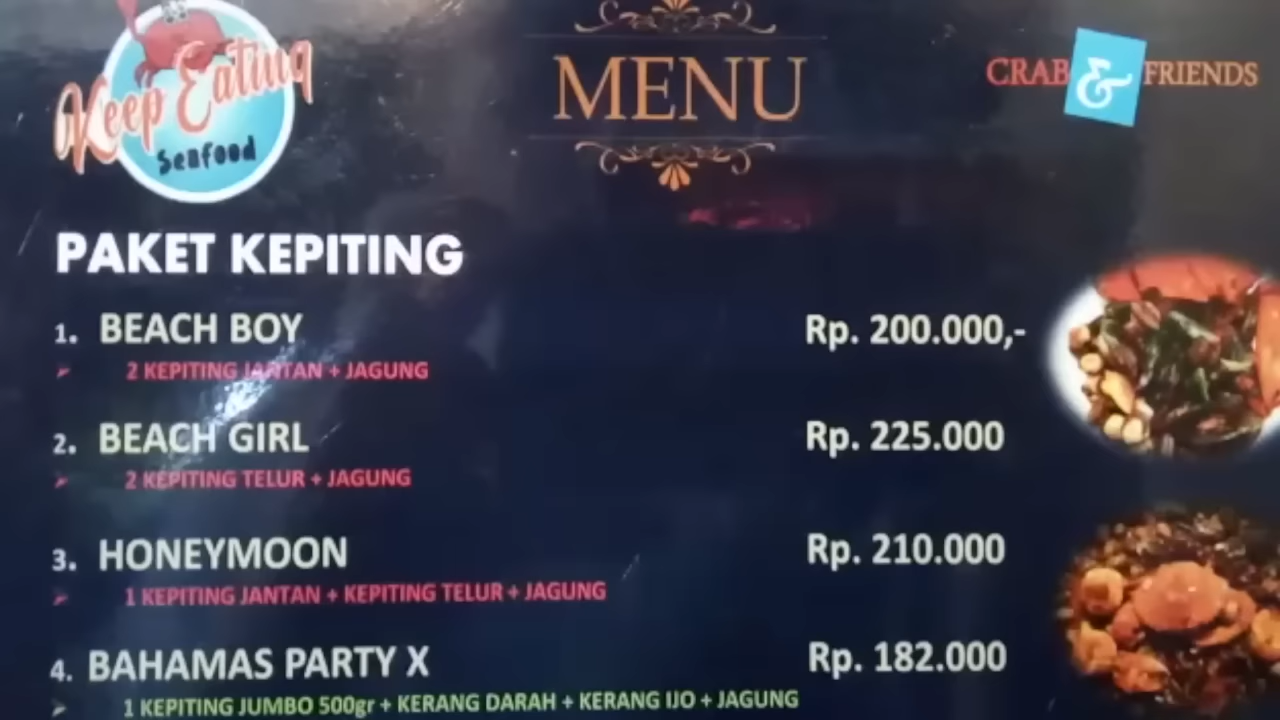 Keep Eating
Seafood
MENU
CRAB & FRIENDS
PAKET KEPITING
1. BEACH BOY Rp. 200.000,-
2 KEPITING JANTAN + JAGUNG
2. BEACH GIRL Rp. 225.000
2 KEPITING TELUR + JAGUNG
3. HONEYMOON Rp. 210.000
1 KEPITING JANTAN + KEPITING TELUR + JAGUNG
4. BAHAMAS PARTY X Rp. 182.000
1 KEPITING JUMBO 500gr + KERANG DARAH + KERANG IJO + JAGUNG